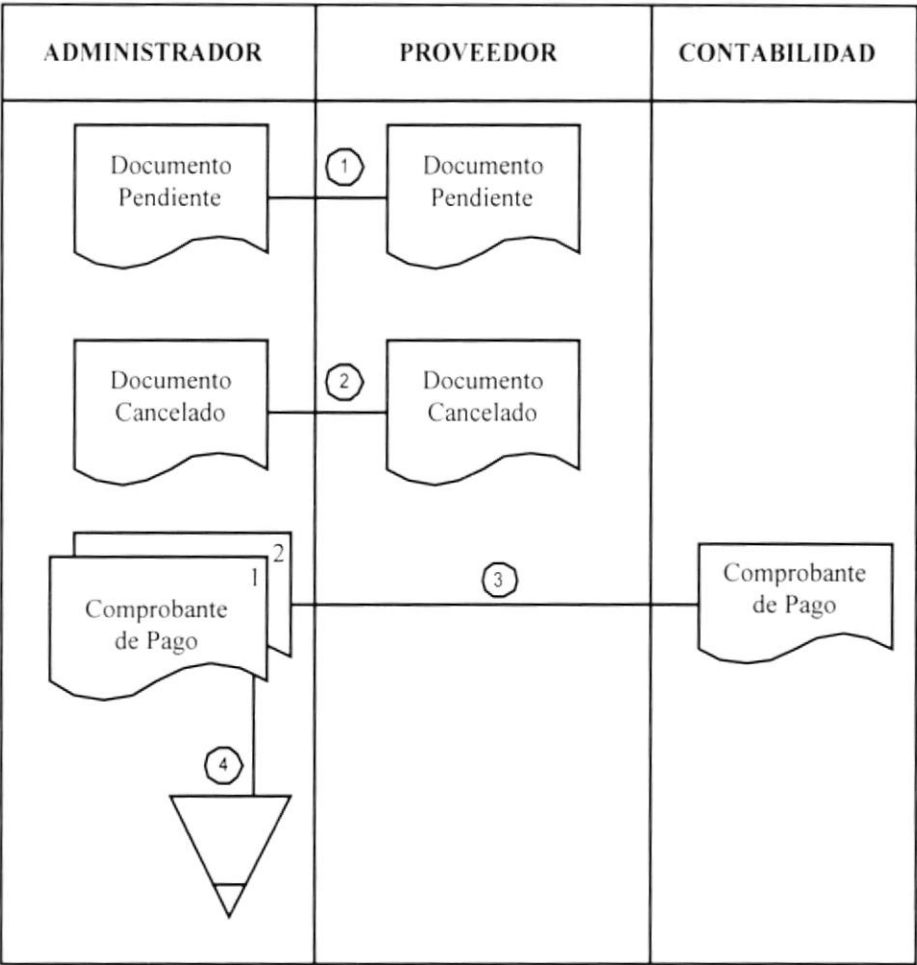 ADMINISTRADOR
PROVEEDOR
CONTABILIDAD
Documento
Pendiente
1
Documento
Pendiente
Documento
Cancelado
2
Documento
Cancelado
2
1
Comprobante
de Pago
3
Comprobante
de Pago
4